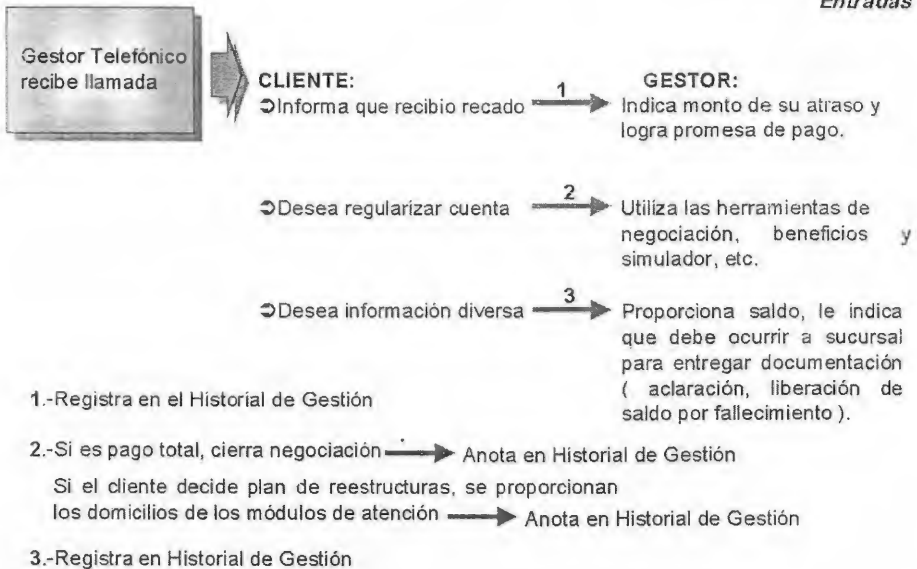 Entradas
Gestor Telefónico
recibe llamada
CLIENTE:
GESTOR:
➲Informa que recibio recado
1
Indica monto de su atraso y
logra promesa de pago.
➲Desea regularizar cuenta
2
Utiliza las herramientas de
negociación, beneficios y
simulador, etc.
➲Desea información diversa
3
Proporciona saldo, le indica
que debe ocurrir a sucursal
para entregar documentación
( aclaración, liberación de
saldo por fallecimiento ).
1.-Registra en el Historial de Gestión
2.-Si es pago total, cierra negociación
Anota en Historial de Gestión
Si el cliente decide plan de reestructuras, se proporcionan
los domicilios de los módulos de atención
Anota en Historial de Gestión
3.-Registra en Historial de Gestión